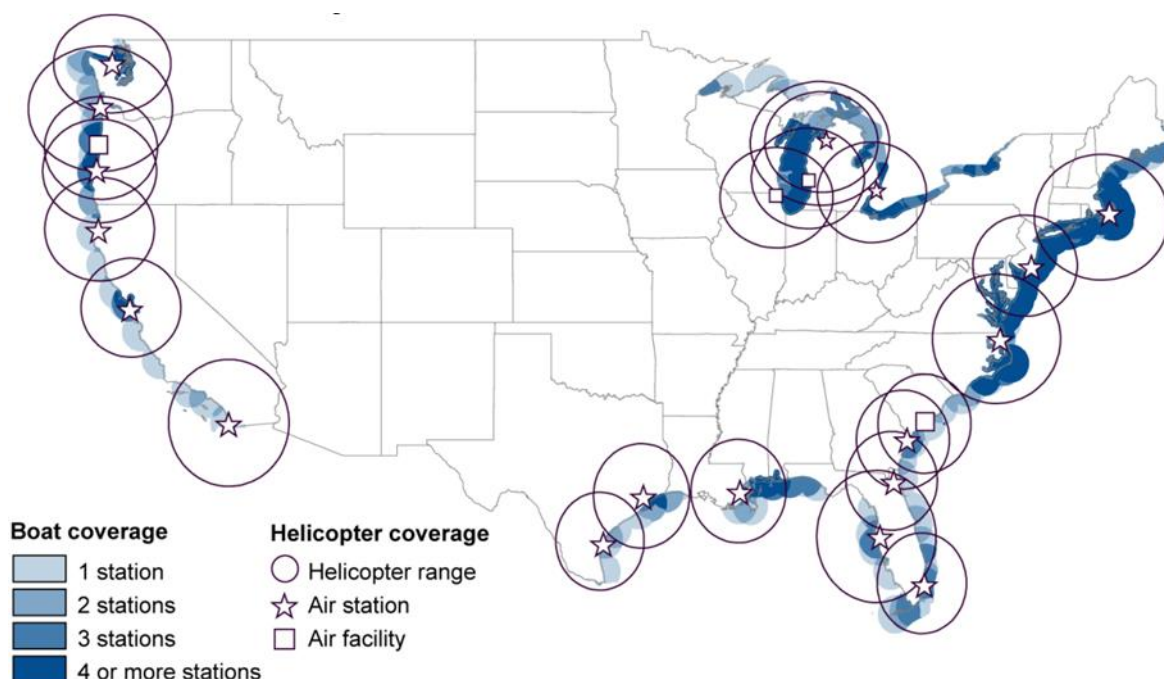 Boat coverage
1 station
2 stations
3 stations
4 or more stations
Helicopter coverage
Helicopter range
Air station
Air facility